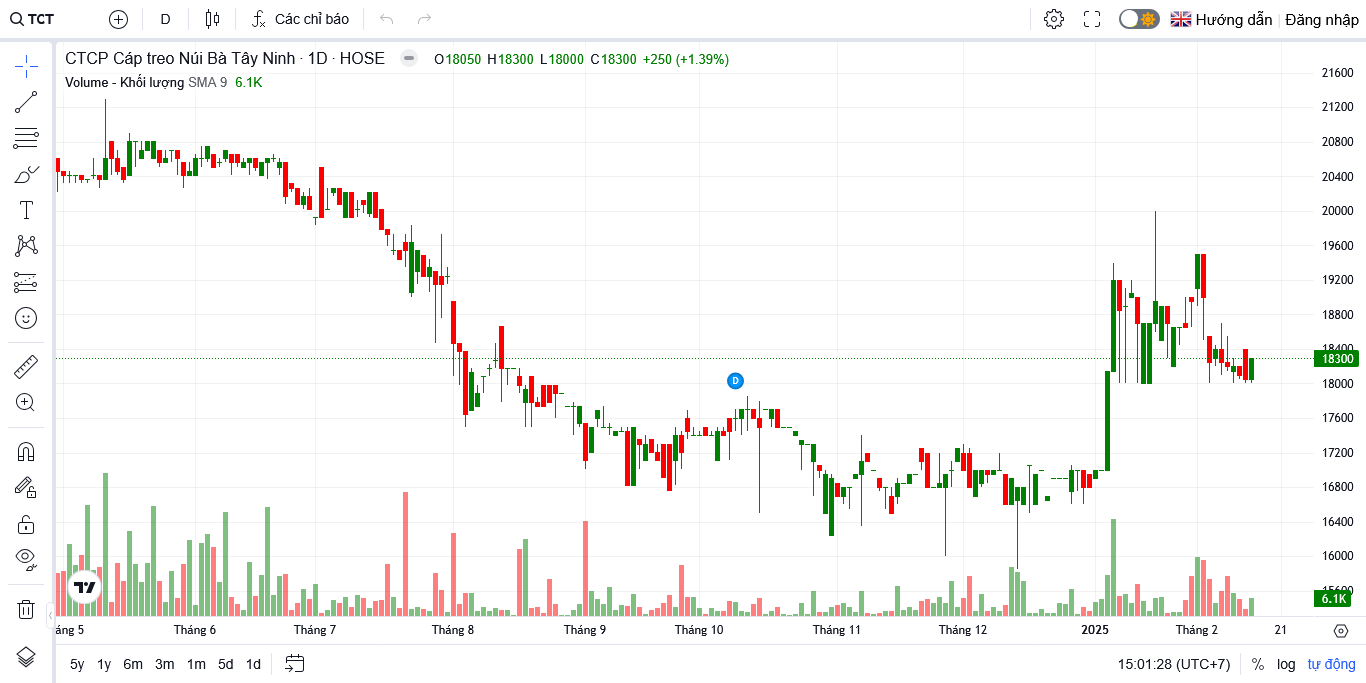 TCT D Các chỉ báo Hướng dẫn Đăng nhập
CTCP Cáp treo Núi Bà Tây Ninh · 1D · HOSE O18050 H18300 L18000 C18300 +250 (+1.39%)
Volume - Khối lượng SMA 9 6.1K
21600
21200
20800
20400
20000
19600
19200
18800
18400
18300
18000
17600
17200
16800
16400
16000
15600
6.1K
D
áng 5 Tháng 6 Tháng 7 Tháng 8 Tháng 9 Tháng 10 Tháng 11 Tháng 12 2025 Tháng 2 21
5y 1y 6m 3m 1m 5d 1d 15:01:28 (UTC+7) % log tự động